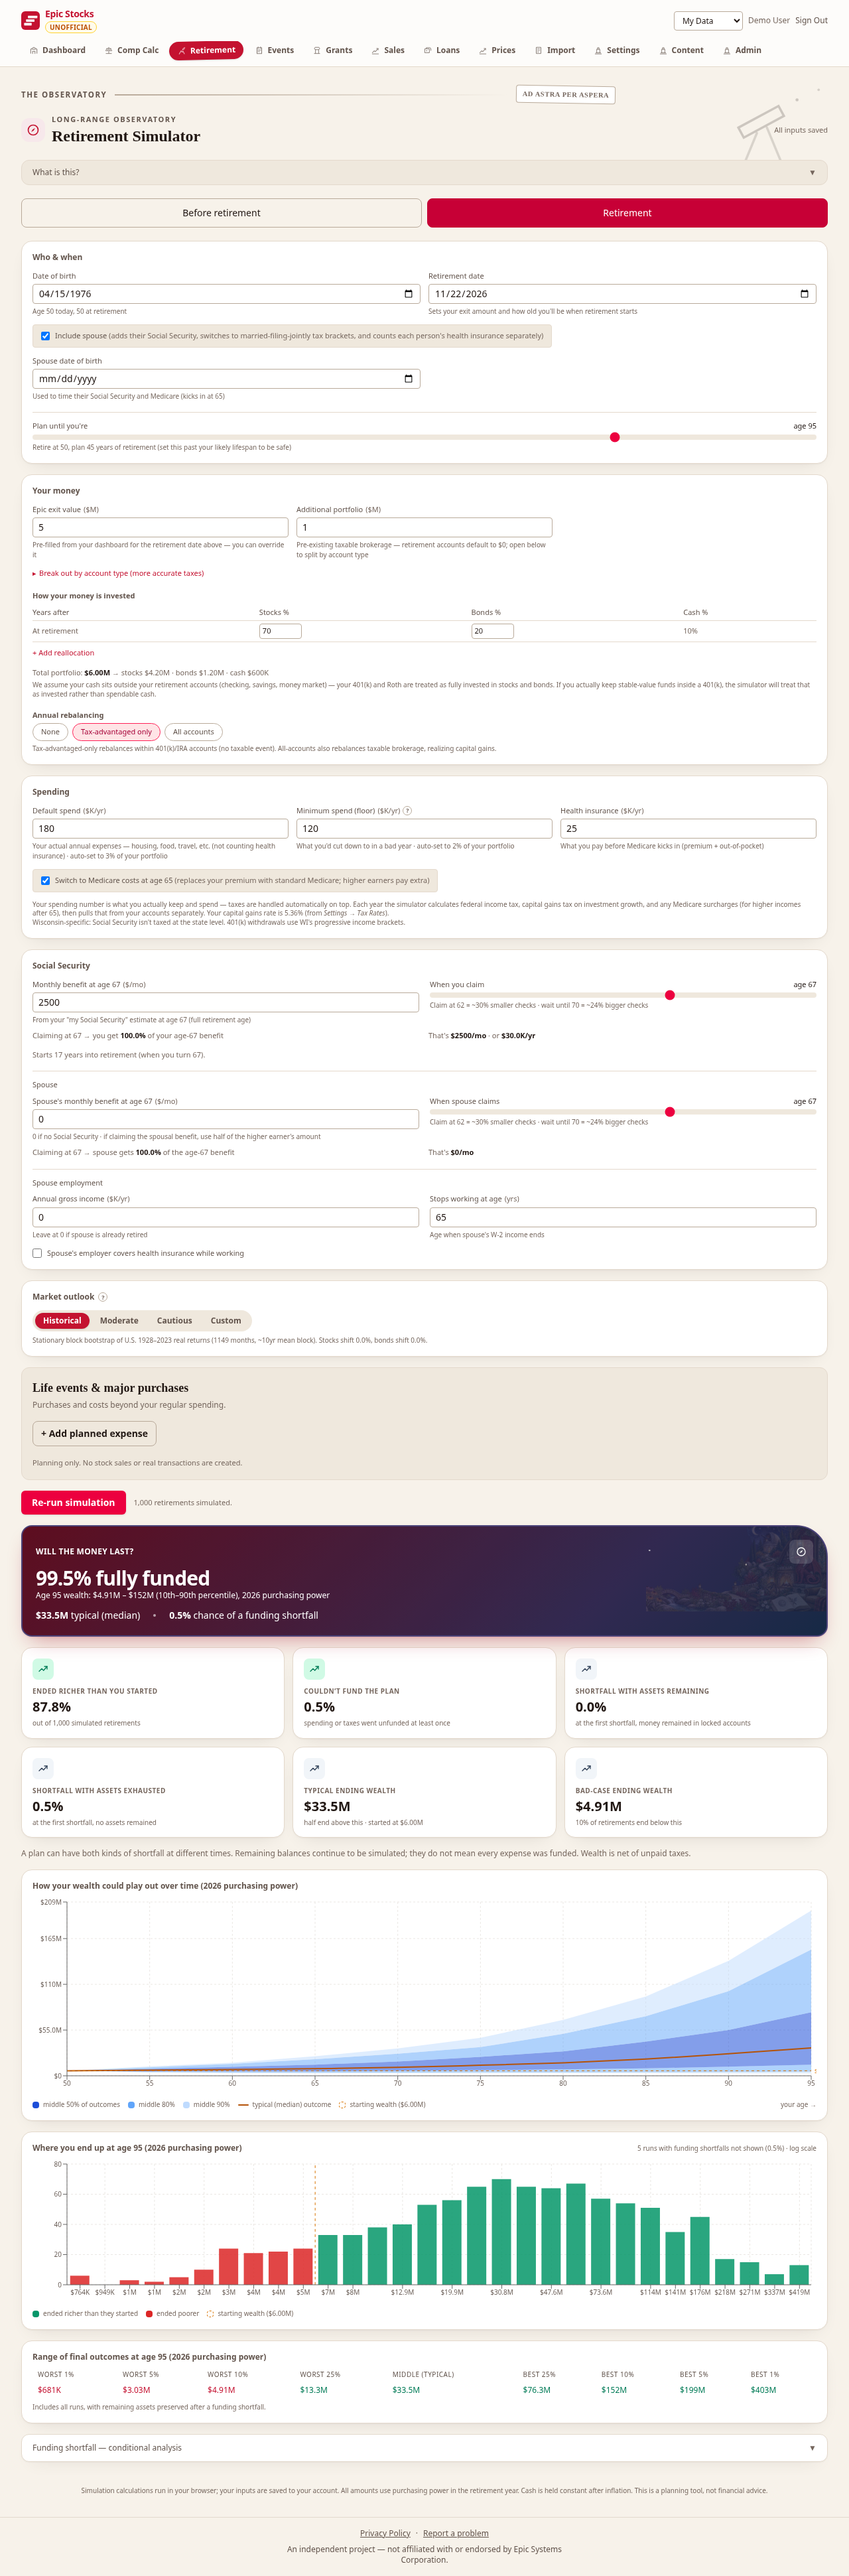 Epic Stocks
UNOFFICIAL
My Data
Demo User
Sign Out
Dashboard
Comp Calc
Retirement
Events
Grants
Sales
Loans
Prices
Import
Settings
Content
Admin
THE OBSERVATORY
AD ASTRA PER ASPERA
LONG-RANGE OBSERVATORY
Retirement Simulator
All inputs saved
What is this?
Before retirement
Retirement
Who & when
Date of birth
Retirement date
04/15/1976
11/22/2026
Age 50 today, 50 at retirement
Sets your exit amount and how old you'll be when retirement starts
Include spouse (adds their Social Security, switches to married-filing-jointly tax brackets, and counts each person's health insurance separately)
Spouse date of birth
mm/dd/yyyy
Used to time their Social Security and Medicare (kicks in at 65)
Plan until you're
age 95
Retire at 50, plan 45 years of retirement (set this past your likely lifespan to be safe)
Your money
Epic exit value ($M)
Additional portfolio ($M)
5
1
Pre-filled from your dashboard for the retirement date above — you can override it
Pre-existing taxable brokerage — retirement accounts default to $0; open below to split by account type
▸ Break out by account type (more accurate taxes)
How your money is invested
Years after
Stocks %
Bonds %
Cash %
At retirement
70
20
10%
+ Add reallocation
Total portfolio: $6.00M → stocks $4.20M · bonds $1.20M · cash $600K
We assume your cash sits outside your retirement accounts (checking, savings, money market) — your 401(k) and Roth are treated as fully invested in stocks and bonds. If you actually keep stable-value funds inside a 401(k), the simulator will treat that
as invested rather than spendable cash.
Annual rebalancing
None
Tax-advantaged only
All accounts
Tax-advantaged-only rebalances within 401(k)/IRA accounts (no taxable event). All-accounts also rebalances taxable brokerage, realizing capital gains.
Spending
Default spend ($K/yr)
Minimum spend (floor) ($K/yr) ?
Health insurance ($K/yr)
180
120
25
Your actual annual expenses — housing, food, travel, etc. (not counting health insurance) · auto-set to 3% of your portfolio
What you'd cut down to in a bad year · auto-set to 2% of your portfolio
What you pay before Medicare kicks in (premium + out-of-pocket)
Switch to Medicare costs at age 65 (replaces your premium with standard Medicare; higher earners pay extra)
Your spending number is what you actually keep and spend — taxes are handled automatically on top. Each year the simulator calculates federal income tax, capital gains tax on investment growth, and any Medicare surcharges (for higher incomes
after 65), then pulls that from your accounts separately. Your capital gains rate is 5.36% (from Settings → Tax Rates).
Wisconsin-specific: Social Security isn't taxed at the state level. 401(k) withdrawals use WI's progressive income brackets.
Social Security
Monthly benefit at age 67 ($/mo)
When you claim
age 67
2500
Claim at 62 = ~30% smaller checks · wait until 70 = ~24% bigger checks
From your "my Social Security" estimate at age 67 (full retirement age)
Claiming at 67 → you get 100.0% of your age-67 benefit
That's $2500/mo · or $30.0K/yr
Starts 17 years into retirement (when you turn 67).
Spouse
Spouse's monthly benefit at age 67 ($/mo)
When spouse claims
age 67
0
Claim at 62 = ~30% smaller checks · wait until 70 = ~24% bigger checks
0 if no Social Security · if claiming the spousal benefit, use half of the higher earner's amount
Claiming at 67 → spouse gets 100.0% of the age-67 benefit
That's $0/mo
Spouse employment
Annual gross income ($K/yr)
Stops working at age (yrs)
0
65
Leave at 0 if spouse is already retired
Age when spouse's W-2 income ends
Spouse's employer covers health insurance while working
Market outlook ?
Historical
Moderate
Cautious
Custom
Stationary block bootstrap of U.S. 1928–2023 real returns (1149 months, ~10yr mean block). Stocks shift 0.0%, bonds shift 0.0%.
Life events & major purchases
Purchases and costs beyond your regular spending.
+ Add planned expense
Planning only. No stock sales or real transactions are created.
Re-run simulation
1,000 retirements simulated.
WILL THE MONEY LAST?
99.5% fully funded
Age 95 wealth: $4.91M – $152M (10th–90th percentile), 2026 purchasing power
$33.5M typical (median) • 0.5% chance of a funding shortfall
ENDED RICHER THAN YOU STARTED
87.8%
out of 1,000 simulated retirements
COULDN'T FUND THE PLAN
0.5%
spending or taxes went unfunded at least once
SHORTFALL WITH ASSETS REMAINING
0.0%
at the first shortfall, money remained in locked accounts
SHORTFALL WITH ASSETS EXHAUSTED
0.5%
at the first shortfall, no assets remained
TYPICAL ENDING WEALTH
$33.5M
half end above this · started at $6.00M
BAD-CASE ENDING WEALTH
$4.91M
10% of retirements end below this
A plan can have both kinds of shortfall at different times. Remaining balances continue to be simulated; they do not mean every expense was funded. Wealth is net of unpaid taxes.
How your wealth could play out over time (2026 purchasing power)
$209M
$165M
$110M
$55.0M
$0
50 55 60 65 70 75 80 85 90 95
middle 50% of outcomes
middle 80%
middle 90%
typical (median) outcome
starting wealth ($6.00M)
your age →
Where you end up at age 95 (2026 purchasing power)
5 runs with funding shortfalls not shown (0.5%) · log scale
80
60
40
20
0
$764K $949K $1M $1M $2M $2M $3M $4M $4M $5M $7M $8M $12.9M $19.9M $30.8M $47.6M $73.6M $114M $141M $176M $218M $271M $337M $419M
ended richer than they started
ended poorer
starting wealth ($6.00M)
Range of final outcomes at age 95 (2026 purchasing power)
WORST 1% WORST 5% WORST 10% WORST 25% MIDDLE (TYPICAL) BEST 25% BEST 10% BEST 5% BEST 1%
$681K $3.03M $4.91M $13.3M $33.5M $76.3M $152M $199M $403M
Includes all runs, with remaining assets preserved after a funding shortfall.
Funding shortfall — conditional analysis
Simulation calculations run in your browser; your inputs are saved to your account. All amounts use purchasing power in the retirement year. Cash is held constant after inflation. This is a planning tool, not financial advice.
Privacy Policy · Report a problem
An independent project — not affiliated with or endorsed by Epic Systems
Corporation.